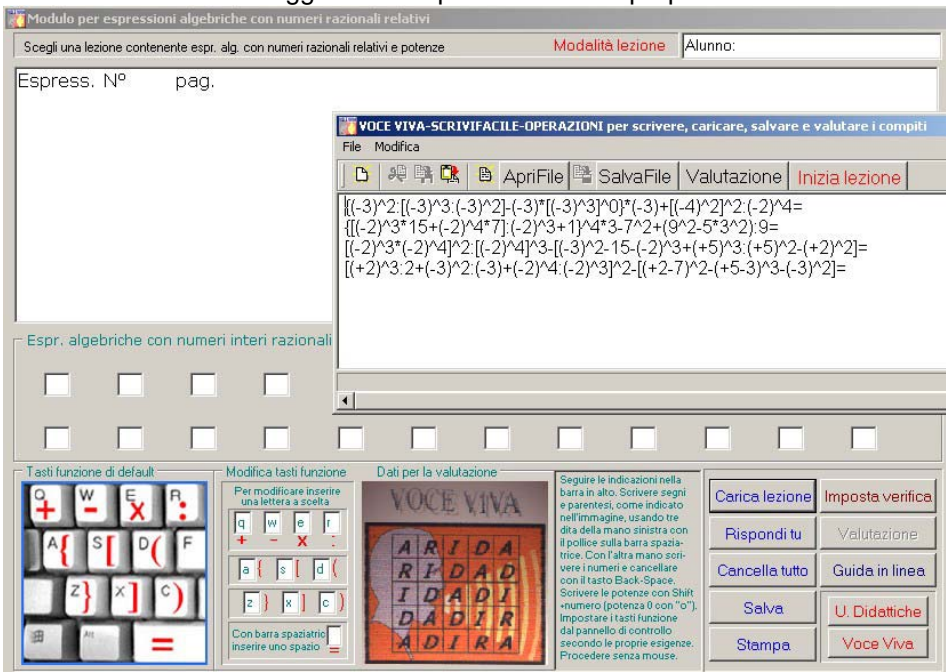 Modulo per espressioni algebriche con numeri razionali relativi
Scegli una lezione contenente espr. alg. con numeri razionali relativi e potenze
Modalità lezione
Alunno:
Espress. Nº pag.
VOCE VIVA-SCRIVIFACILE-OPERAZIONI per scrivere, caricare, salvare e valutare i compiti
File Modifica
ApriFile SalvaFile Valutazione Inizia lezione
{(-3)^2:[(-3)^3:(-3)^2]-(-3)*[(-3)^3]^0}*(-3)+[(-4)^2]^2:(-2)^4=
{[(-2)^3*15+(-2)^4*7]:(-2)^3+1}^4*3-7^2+(9^2-5*3^2):9=
[(-2)^3*(-2)^4]^2:[(-2)^4]^3-[(-3)^2-15-(-2)^3+(+5)^3:(+5)^2-(+2)^2]=
[(+2)^3:2+(-3)^2:(-3)+(-2)^4:(-2)^3]^2-[(+2-7)^2-(+5-3)^3-(-3)^2]=
Espr. algebriche con numeri interi razionali
Tasti funzione di default
Q W E R
+ - x :
A{ S[ D( F
Z} X] C)
Alt =
Modifica tasti funzione
Per modificare inserire
una lettera a scelta
q w e r
+ - x :
a { s [ d (
z } x ] c )
Con barra spaziatric
inserire uno spazio =
Dati per la valutazione
VOCE VIVA
A R I D A
R I D A D
I D A D I
D A D I R
A D I R A
Seguire le indicazioni nella
barra in alto. Scrivere segni
e parentesi, come indicato
nell'immagine, usando tre
dita della mano sinistra con
il pollice sulla barra spazia-
trice. Con l'altra mano scri-
vere i numeri e cancellare
con il tasto Back-Space.
Scrivere le potenze con Shift
+numero (potenza 0 con "o").
Impostare i tasti funzione
dal pannello di controllo
secondo le proprie esigenze.
Procedere senza mouse.
Carica lezione
Imposta verifica
Rispondi tu
Valutazione
Cancella tutto
Guida in linea
Salva
U. Didattiche
Stampa
Voce Viva